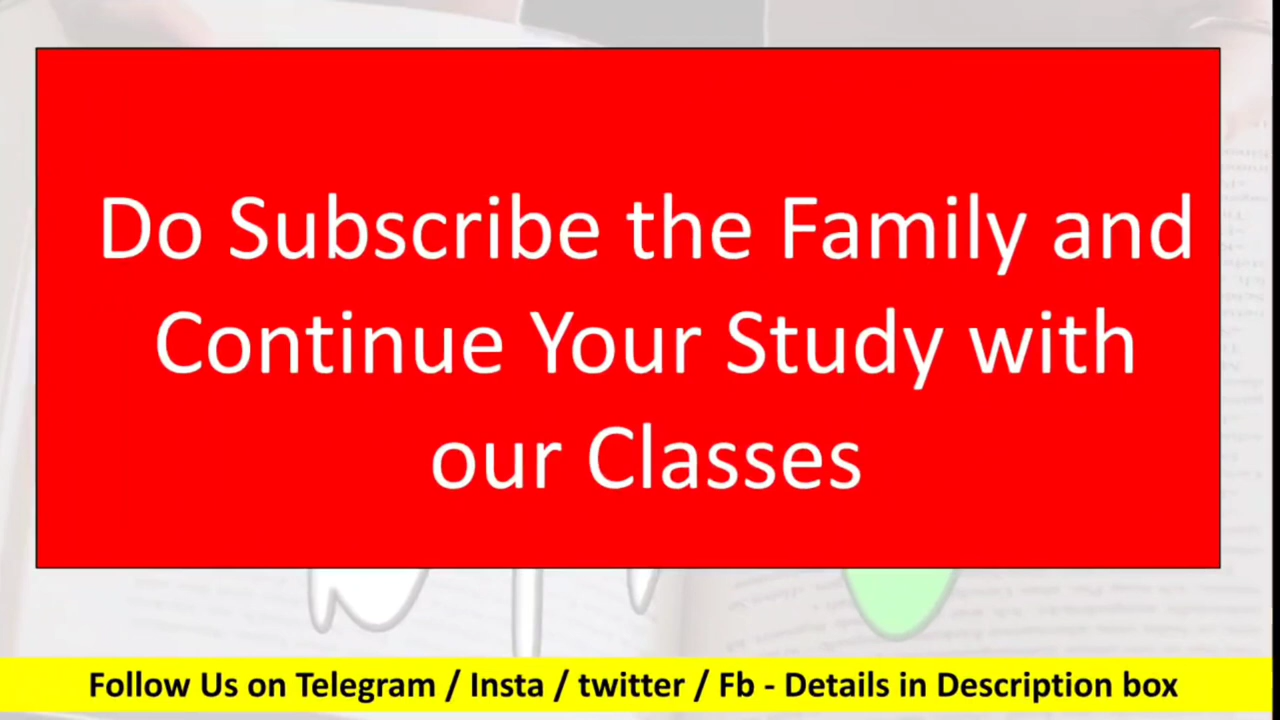 Do Subscribe the Family and
Continue Your Study with
our Classes
Follow Us on Telegram / Insta / twitter / Fb - Details in Description box